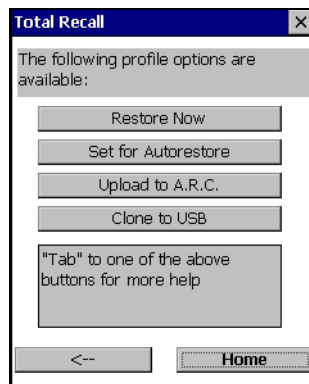 Total Recall
The following profile options are
available:
Restore Now
Set for Autorestore
Upload to A.R.C.
Clone to USB
"Tab" to one of the above
buttons for more help
<--
Home